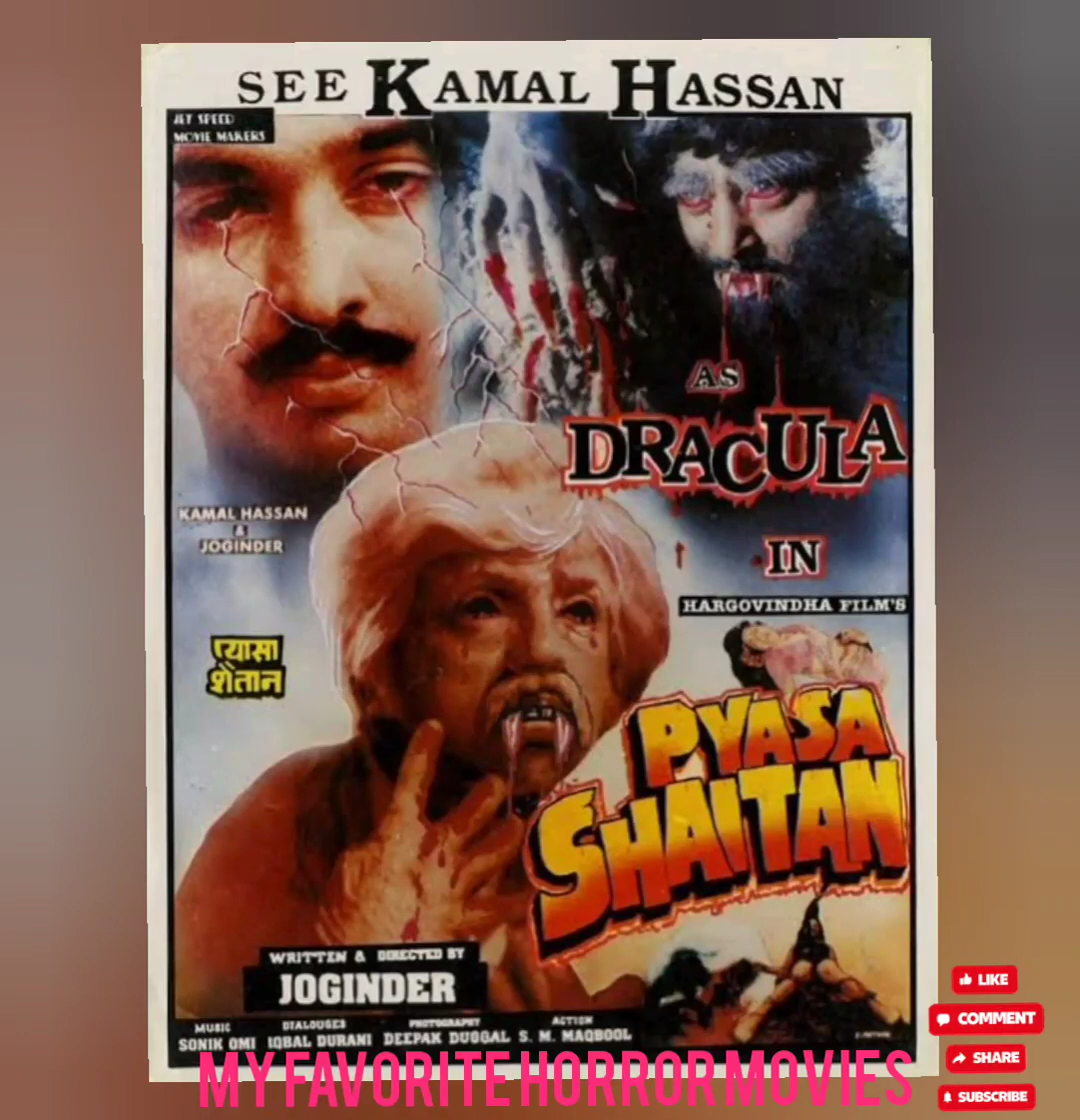 SEE KAMAL HASSAN
JET SPEED
MOVIE MAKERS
AS
DRACULA
KAMAL HASSAN
&
JOGINDER
IN
HARGOVINDHA FILM'S
प्यासा
शैतान
PYASA
SHAITAN
WRITTEN & DIRECTED BY
JOGINDER
MUSIC DIALOUGES PHOTOGRAPHY ACTION
SONIK OMI IQBAL DURANI DEEPAK DUGGAL S. M. MAQBOOL
MY FAVORITE HORROR MOVIES
LIKE
COMMENT
SHARE
SUBSCRIBE